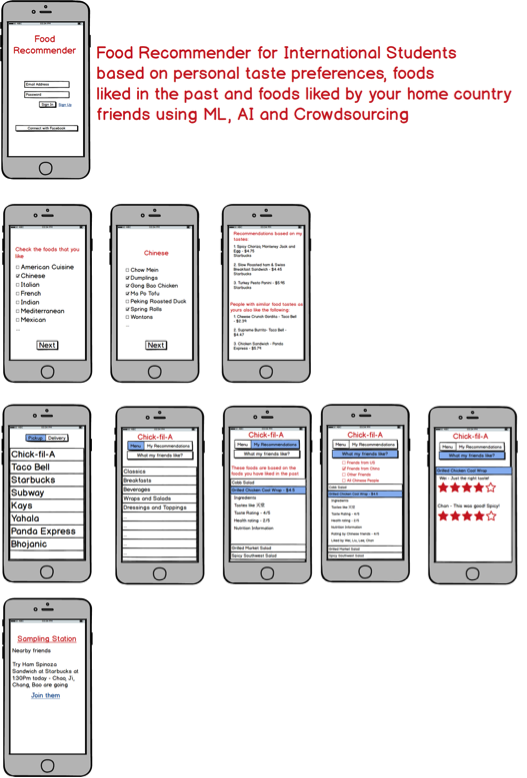 Food
Recommender
Email Address
Password
Sign In Sign Up
Connect with Facebook
Food Recommender for International Students
based on personal taste preferences, foods
liked in the past and foods liked by your home country
friends using ML, AI and Crowdsourcing
Check the foods that you
like
American Cuisine
Chinese
Italian
French
Indian
Mediterranean
Mexican
...
Next
Chinese
Chow Mein
Dumplings
Gong Bao Chicken
Ma Po Tofu
Peking Roasted Duck
Spring Rolls
Wontons
...
Next
Recommendations based on my
tastes:
1. Spicy Chorizo, Monterey Jack and
Egg - $4.75
Starbucks
2. Slow Roasted ham & Swiss
Breakfast Sandwich - $4.45
Starbucks
3. Turkey Pesto Panini - $5.95
Starbucks
People with similar food tastes as
yours also like the following:
1. Cheese Crunch Gordita - Taco Bell
- $2.39
2. Supreme Burrito: Taco Bell -
$4.47
3. Chicken Sandwich - Panda
Express - $5.79
Pickup Delivery
Chick-fil-A
Taco Bell
Starbucks
Subway
Kays
Yahala
Panda Express
Bhojanic
Chick-fil-A
Menu My Recommendations
What my friends like?
Classics
Breakfasts
Beverages
Wraps and Salads
Dressings and Toppings
Chick-fil-A
Menu My Recommendations
What my friends like?
These foods are based on the
foods you have liked in the past
Cobb Salad
Grilled Chicken Cool Wrap - $4.5
Ingredients
Tastes like
Taste Rating - 4/5
Health rating - 2/5
Nutrition Information
Grilled Market Salad
Spicy Southwest Salad
Chick-fil-A
Menu My Recommendations
What my friends like?
Friends from US
Friends from China
Other Friends
All Chinese People
Cobb Salad
Grilled Chicken Cool Wrap - $4.5
Ingredients
Tastes like
Taste Rating - 4/5
Health rating - 2/5
Nutrition Information
Rating by Chinese friends - 4/5
Liked by Wei, Liu, Lee, Chan
Grilled Market Salad
Spicy Southwest Salad
Chick-fil-A
Menu My Recommendations
What my friends like?
Grilled Chicken Cool Wrap
Wei - Just the right taste!
Chan - This was good! Spicy!
Sampling Station
Nearby friends
Try Ham Spinoza
Sandwich at Starbucks at
1:30Pm today - Chao, Ji,
Chang, Bao are going
Join them